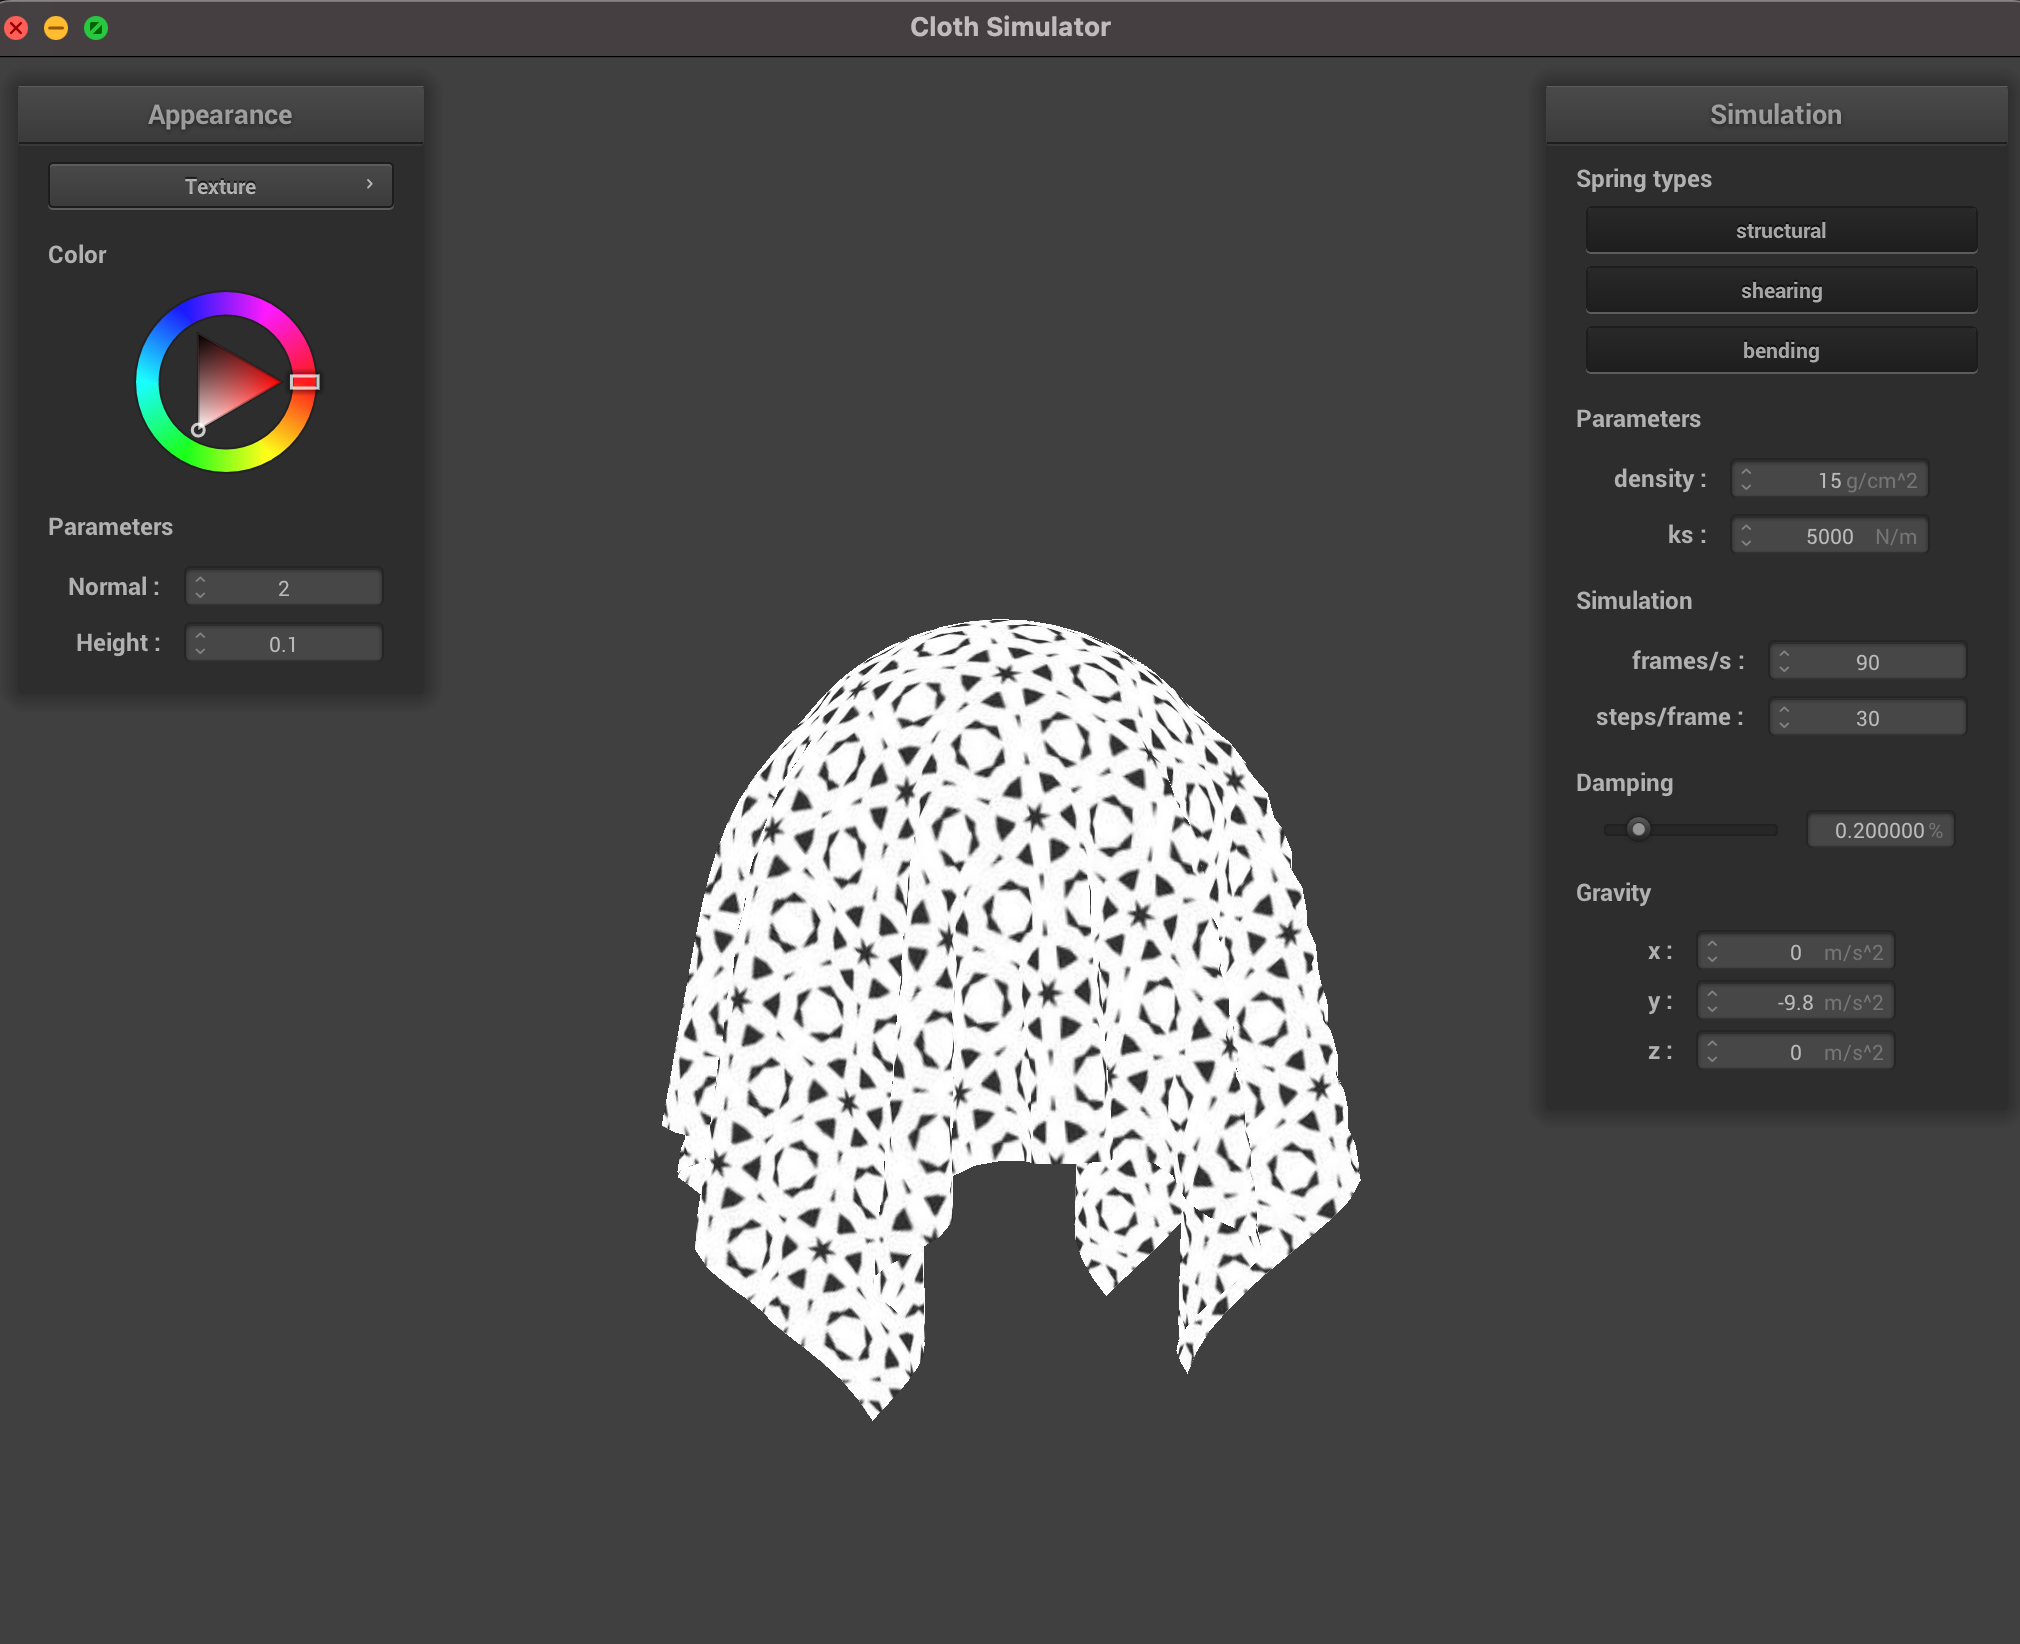 Cloth Simulator
Appearance
Texture
Color
Parameters
Normal : 2
Height : 0.1
Simulation
Spring types
structural
shearing
bending
Parameters
density : 15 g/cm^2
ks : 5000 N/m
Simulation
frames/s : 90
steps/frame : 30
Damping
0.200000 %
Gravity
x : 0 m/s^2
y : -9.8 m/s^2
z : 0 m/s^2